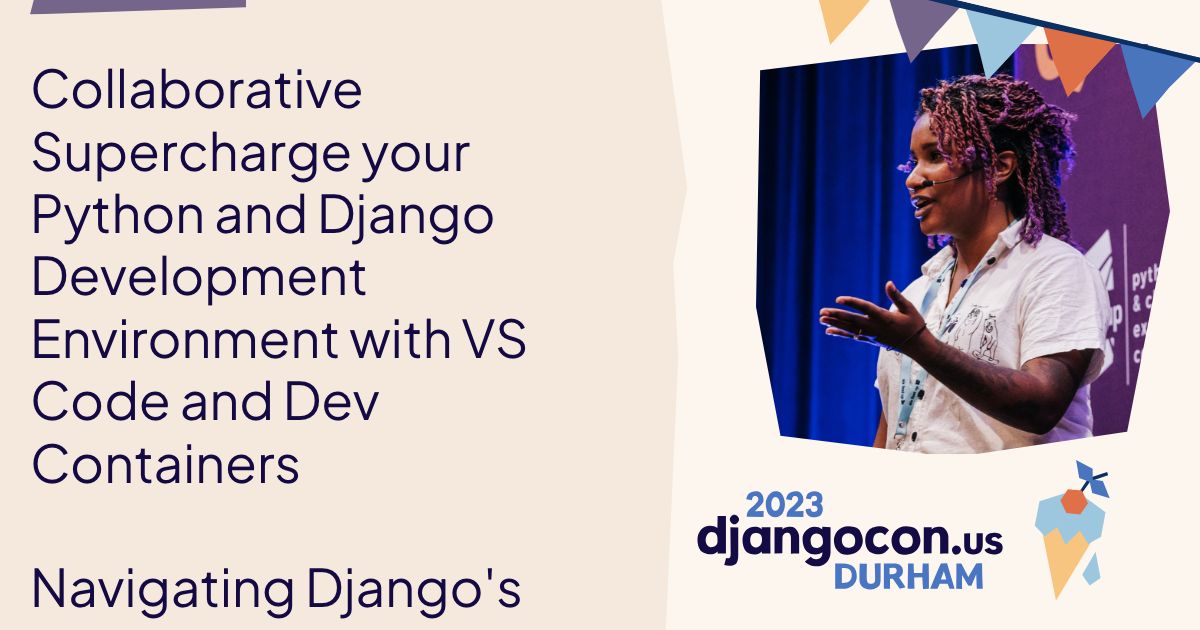 Collaborative
Supercharge your
Python and Django
Development
Environment with VS
Code and Dev
Containers
Navigating Django's
2023
djangocon.us
DURHAM